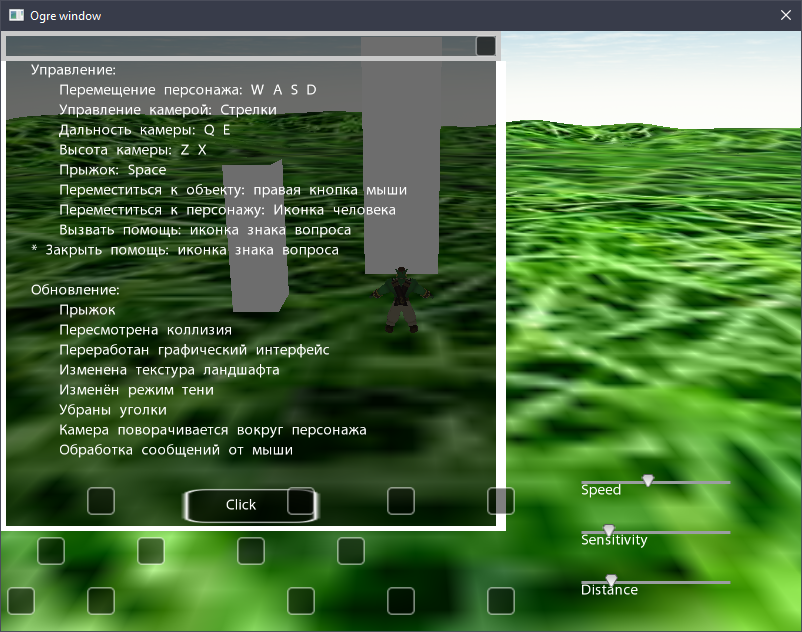 Ogre window
Управление:
Перемещение персонажа: W A S D
Управление камерой: Стрелки
Дальность камеры: Q E
Высота камеры: Z X
Прыжок: Space
Переместиться к объекту: правая кнопка мыши
Переместиться к персонажу: Иконка человека
Вызвать помощь: иконка знака вопроса
* Закрыть помощь: иконка знака вопроса
Обновление:
Прыжок
Пересмотрена коллизия
Переработан графический интерфейс
Изменена текстура ландшафта
Изменён режим тени
Убраны уголки
Камера поворачивается вокруг персонажа
Обработка сообщений от мыши
Click
Speed
Sensitivity
Distance